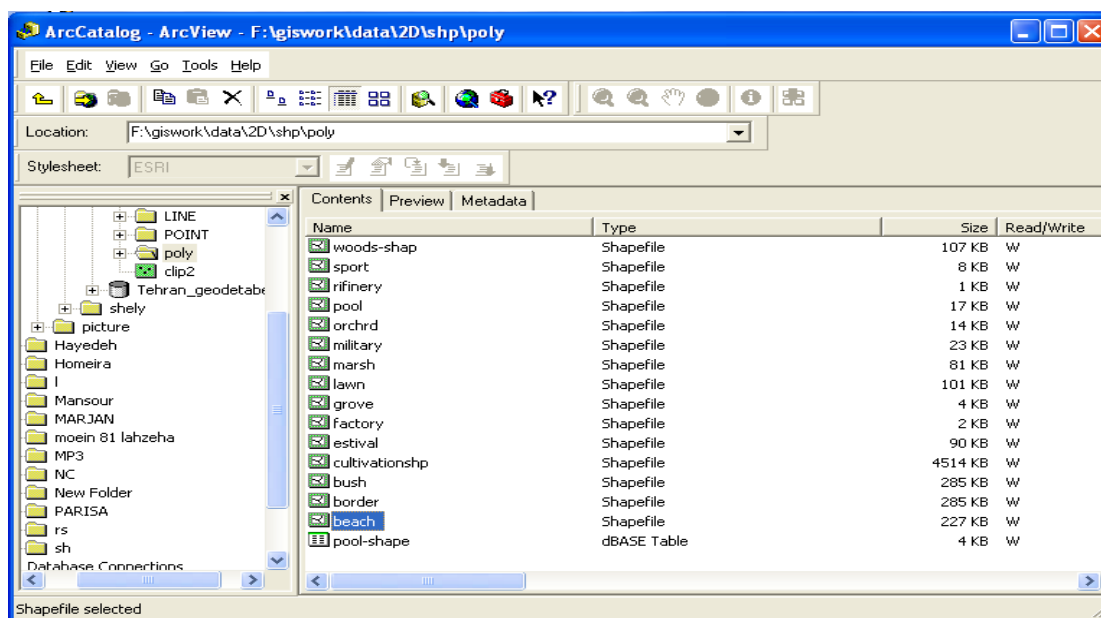 ArcCatalog - ArcView - F:\giswork\data\2D\shp\poly
File Edit View Go Tools Help
Location: F:\giswork\data\2D\shp\poly
Stylesheet: ESRI
LINE
POINT
poly
clip2
Tehran_geodetabe
shely
picture
Hayedeh
Homeira
l
Mansour
MARJAN
moein 81 lahzeha
MP3
NC
New Folder
PARISA
rs
sh
Database Connections
Contents Preview Metadata
Name Type Size Read/Write
woods-shap Shapefile 107 KB W
sport Shapefile 8 KB W
rifinery Shapefile 1 KB W
pool Shapefile 17 KB W
orchrd Shapefile 14 KB W
military Shapefile 23 KB W
marsh Shapefile 81 KB W
lawn Shapefile 101 KB W
grove Shapefile 4 KB W
factory Shapefile 2 KB W
estival Shapefile 90 KB W
cultivationshp Shapefile 4514 KB W
bush Shapefile 285 KB W
border Shapefile 285 KB W
beach Shapefile 227 KB W
pool-shape dBASE Table 4 KB W
Shapefile selected